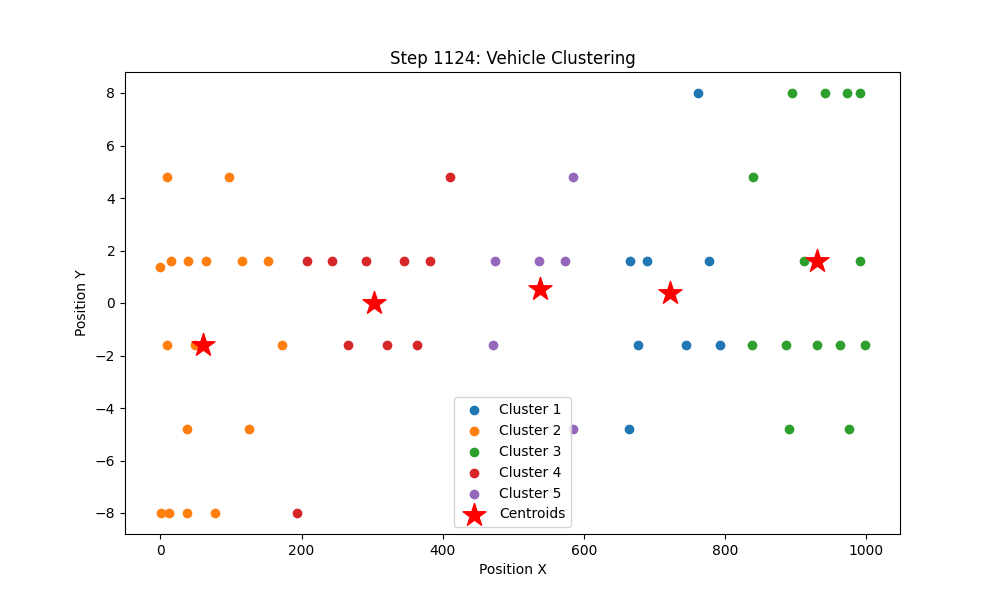 Step 1124: Vehicle Clustering
Position Y
8
6
4
2
0
−2
−4
−6
−8
Cluster 1
Cluster 2
Cluster 3
Cluster 4
Cluster 5
Centroids
0
200
400
600
800
1000
Position X